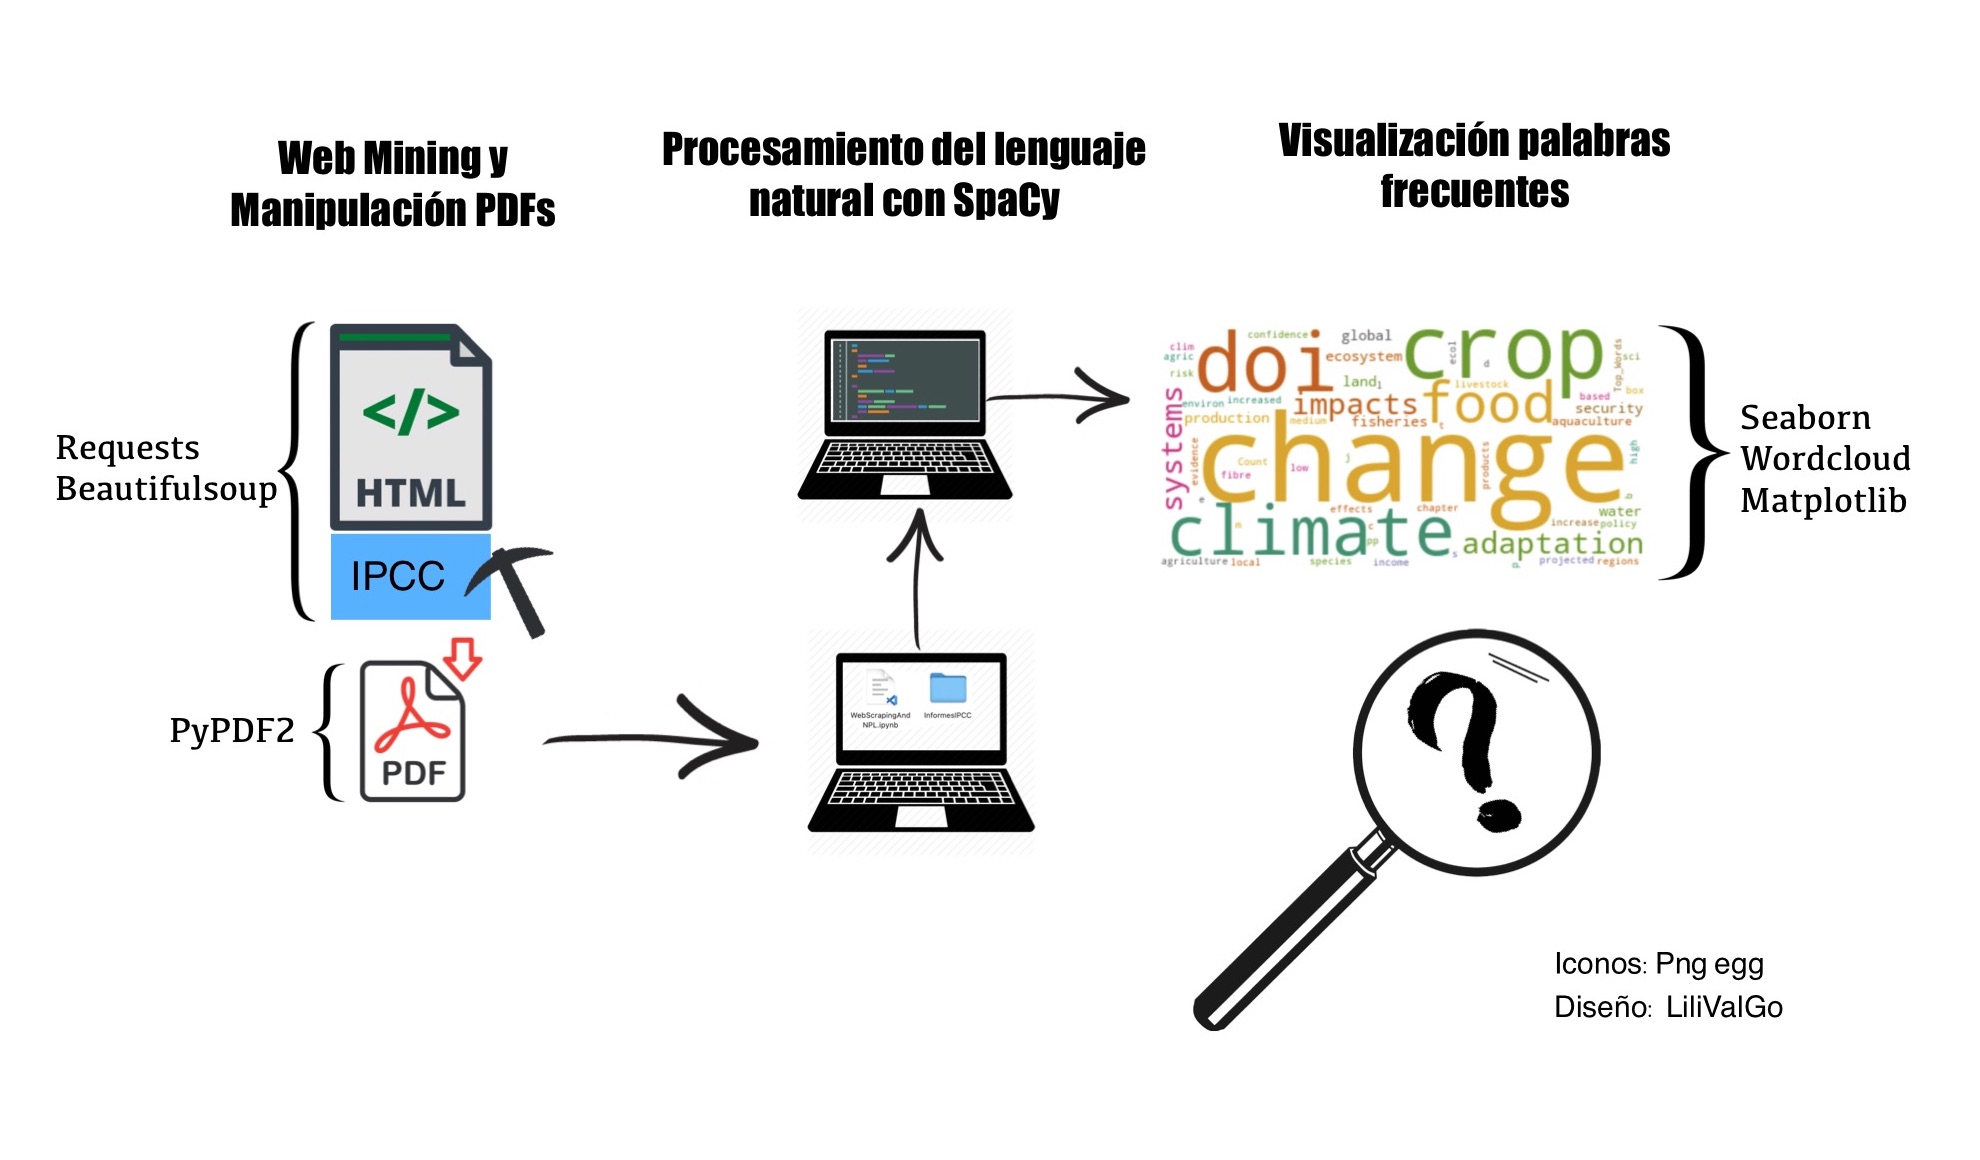 Web Mining y
Manipulación PDFs
Procesamiento del lenguaje
natural con SpaCy
Visualización palabras
frecuentes
Requests
Beautifulsoup
</>
HTML
IPCC
PyPDF2
PDF
WebScrapingAnd
NPL.ipynb
InformesIPCC
confidence
global
crop
doi
clim
agric
ecosystem
ecol
d
Top_Words
sci
risk
land
l
livestock
box
environ
increased
impacts
food
based
security
systems
production
medium
fisheries
t
aquaculture
change
evidence
Count
fibre
low
j
products
high
e
b
climate
effects
chapter
water
m
c
pp
s
increase
policy
adaptation
agriculture
local
species
income
p
projected
regions
Seaborn
Wordcloud
Matplotlib
?
Iconos: Png egg
Diseño: LiliValGo